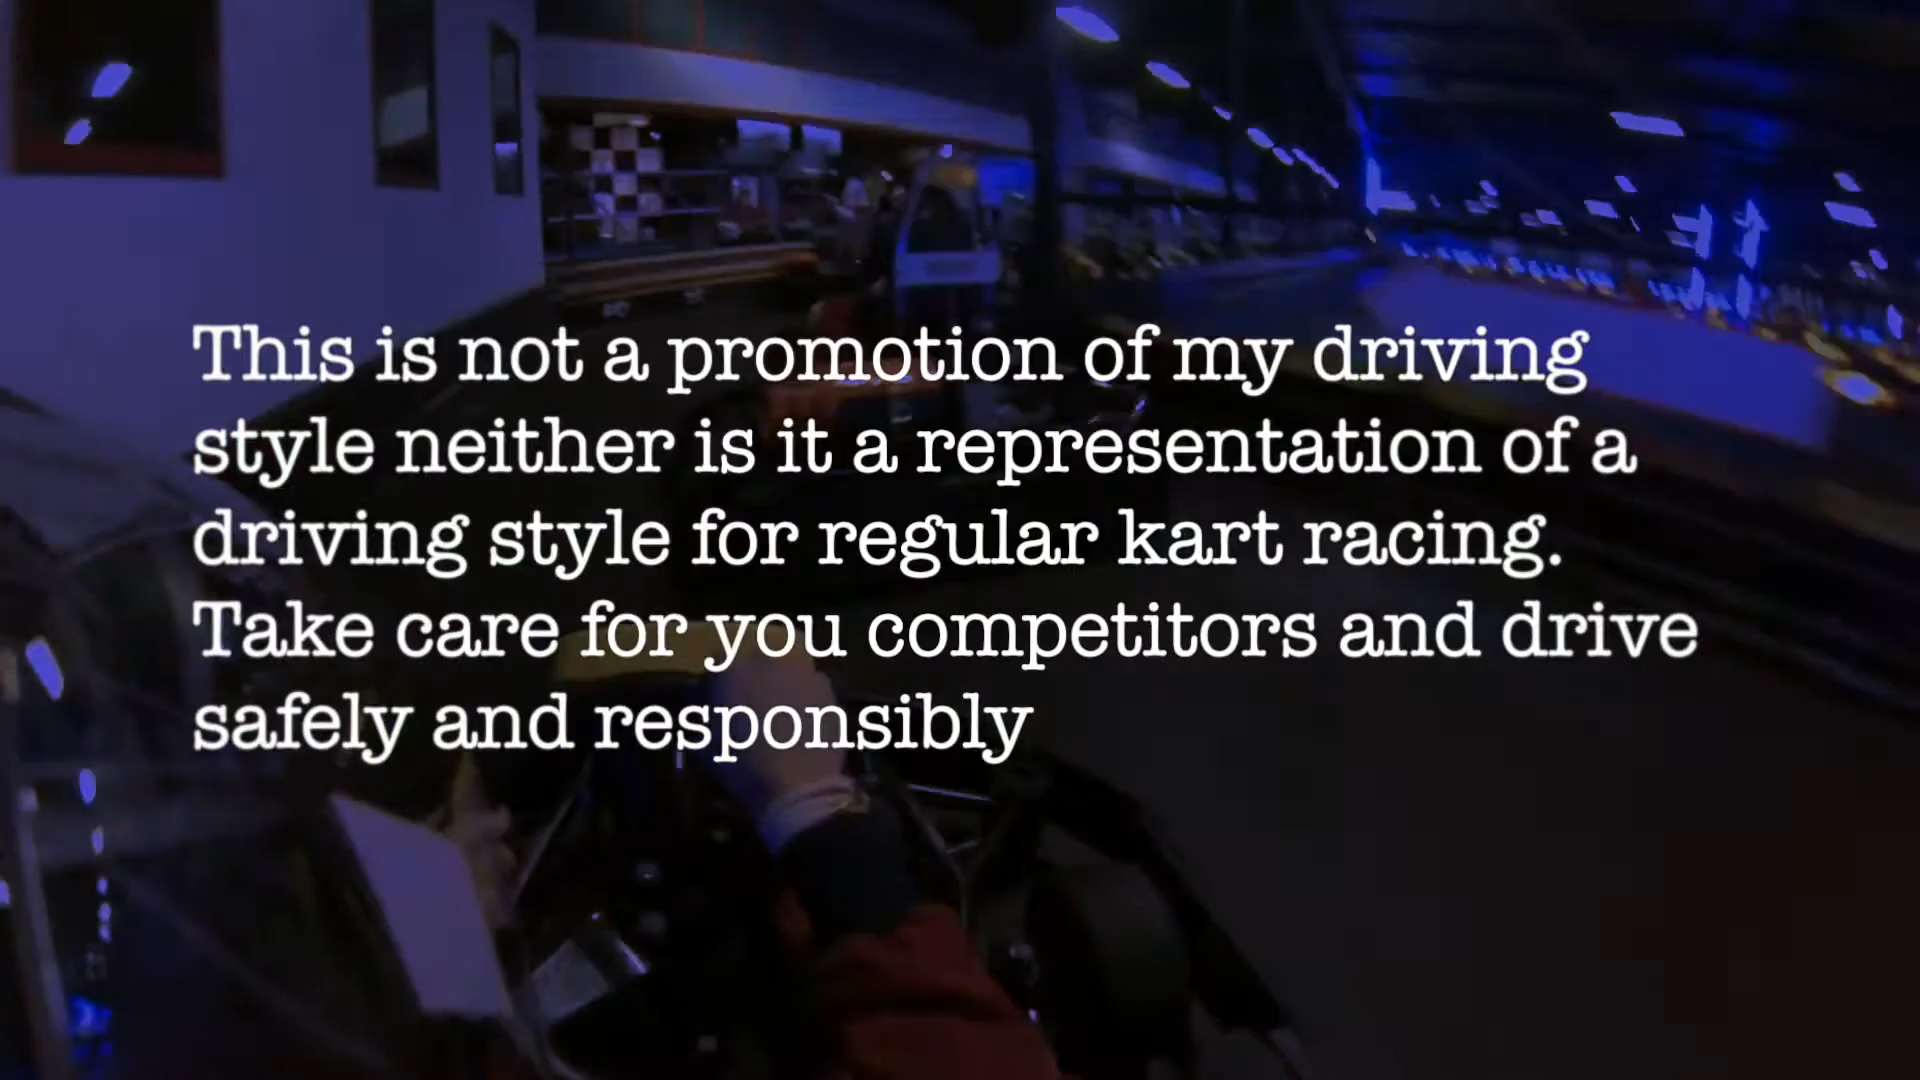 This is not a promotion of my driving
style neither is it a representation of a
driving style for regular kart racing.
Take care for you competitors and drive
safely and responsibly